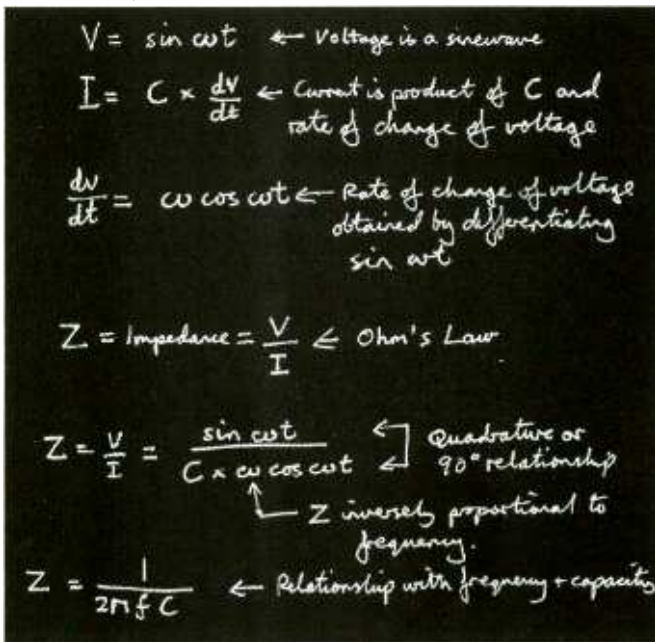 V = sin ωt ← Voltage is a sinewave
I = C × dv/dt ← Current is product of C and
rate of change of voltage
dv/dt = ω cos ωt ← Rate of change of voltage
obtained by differentiating
sin ωt
Z = Impedance = V/I ← Ohm's Law
Z = V/I = sin ωt / C × ω cos ωt ← Quadrature or
← 90° relationship
Z inversely proportional to
frequency.
Z = 1/2π f C ← Relationship with frequency + capacity